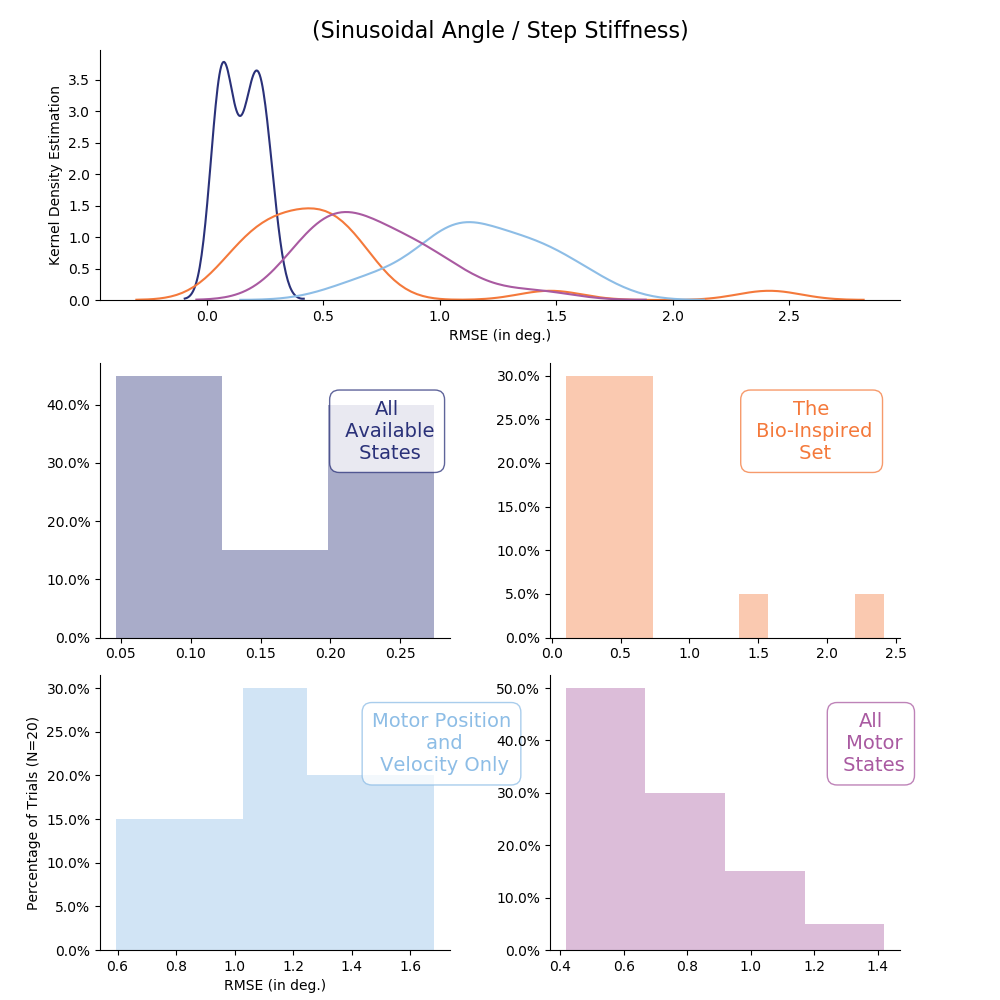 (Sinusoidal Angle / Step Stiffness)
Kernel Density Estimation
3.5
3.0
2.5
2.0
1.5
1.0
0.5
0.0
0.0 0.5 1.0 1.5 2.0 2.5
RMSE (in deg.)
40.0%
30.0%
20.0%
10.0%
0.0%
0.05 0.10 0.15 0.20 0.25
All
Available
States
30.0%
25.0%
20.0%
15.0%
10.0%
5.0%
0.0%
0.0 0.5 1.0 1.5 2.0 2.5
The
Bio-Inspired
Set
Percentage of Trials (N=20)
30.0%
25.0%
20.0%
15.0%
10.0%
5.0%
0.0%
0.6 0.8 1.0 1.2 1.4 1.6
RMSE (in deg.)
Motor Position
and
Velocity Only
50.0%
40.0%
30.0%
20.0%
10.0%
0.0%
0.4 0.6 0.8 1.0 1.2 1.4
All
Motor
States